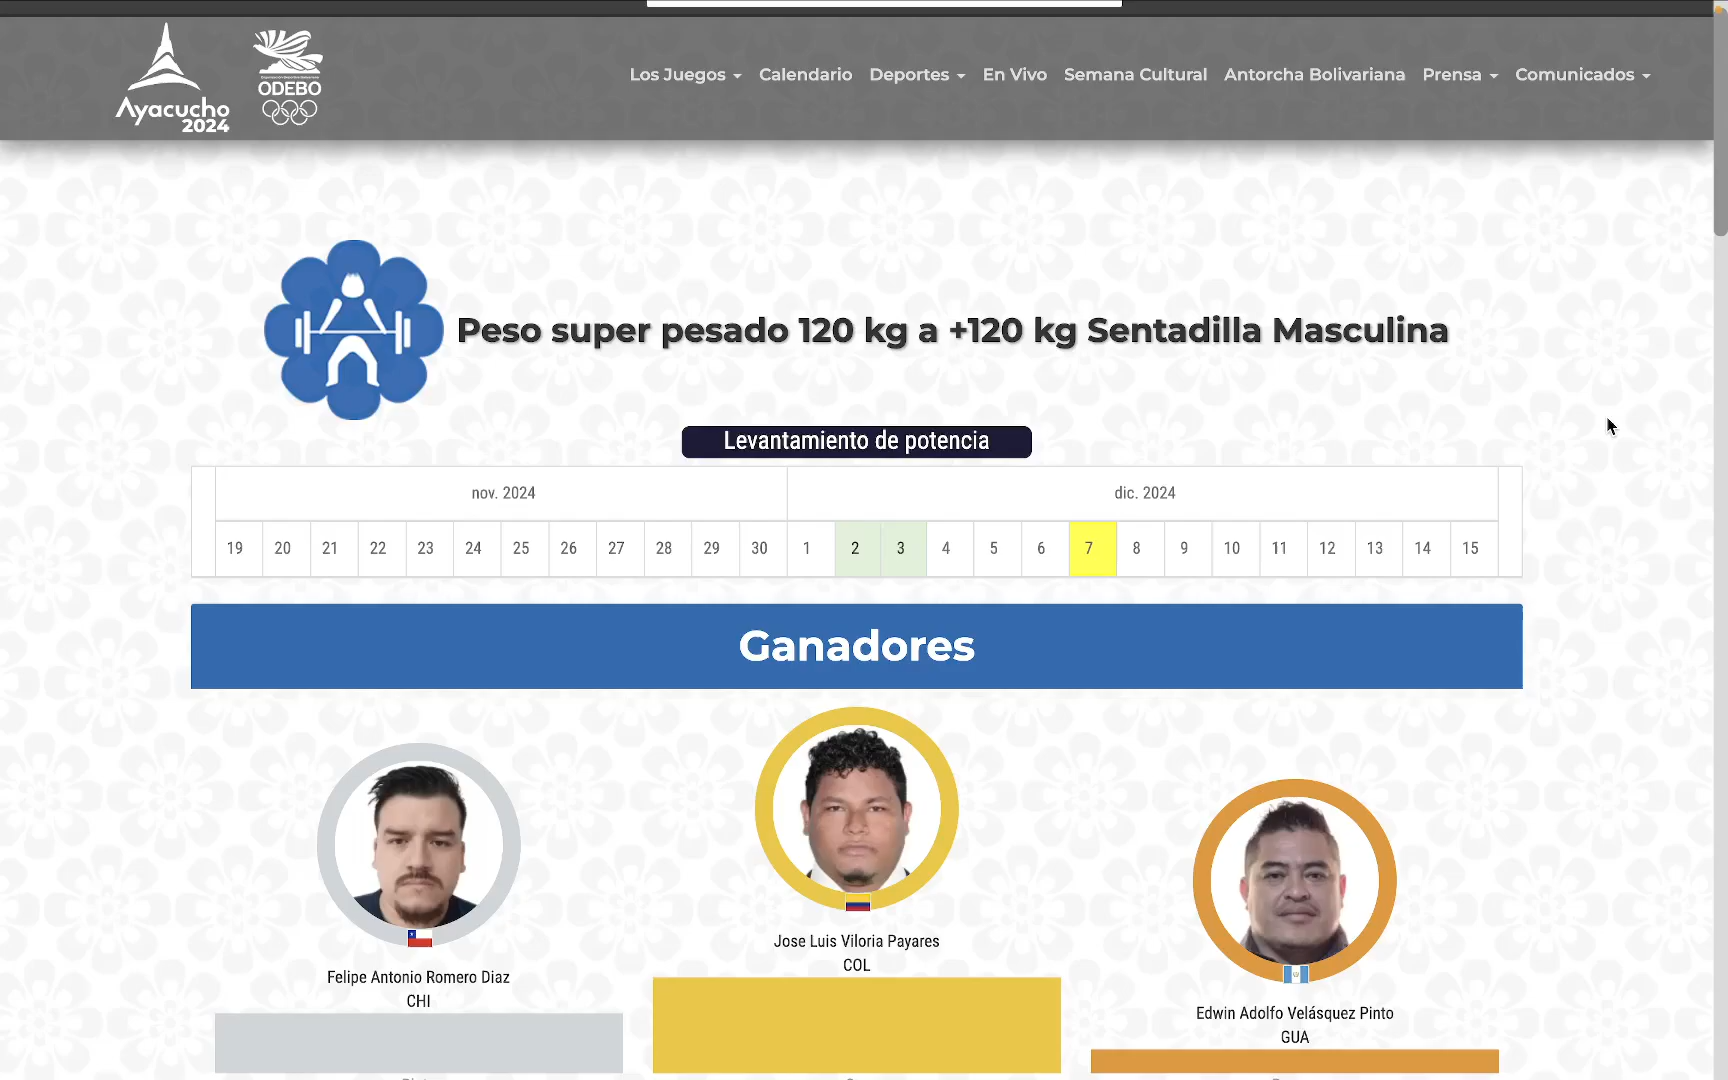 Ayacucho
2024
ODEBO
Los Juegos
Calendario
Deportes
En Vivo
Semana Cultural
Antorcha Bolivariana
Prensa
Comunicados
Peso super pesado 120 kg a +120 kg Sentadilla Masculina
Levantamiento de potencia
nov. 2024
dic. 2024
19 20 21 22 23 24 25 26 27 28 29 30 1 2 3 4 5 6 7 8 9 10 11 12 13 14 15
Ganadores
Felipe Antonio Romero Diaz
CHI
Jose Luis Viloria Payares
COL
Edwin Adolfo Velásquez Pinto
GUA